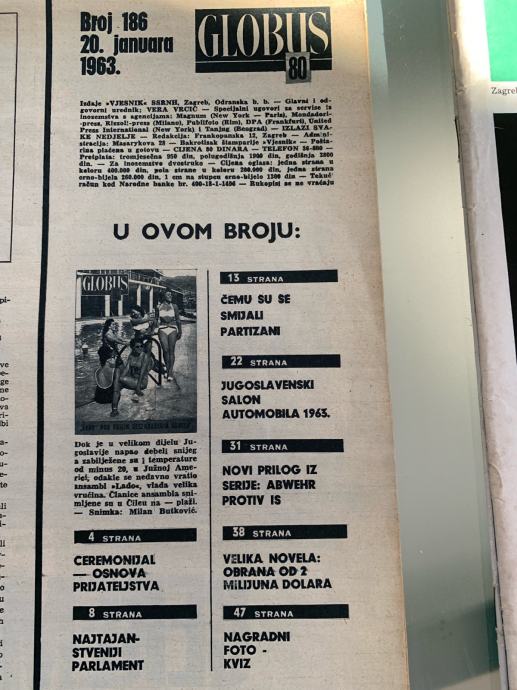 Broj 186
20. januara
1963.
GLOBUS
80
Izdaje »VJESNIK« SSRNH, Zagreb, Odranska b. b. — Glavni i od-
govorni urednik: VERA VRCIĆ — Specijalni ugovori za servise iz
inozemstva s agencijama: Magnum (New York — Paris), Mondadori-
press, Rizzoli-press (Milano), Publifoto (Rim), DPA (Frankfurt), United
Press International (New York) i Tanjug (Beograd) — IZLAZI SVA-
KE NEDJELJE — Redakcija: Frankopanska 12, Zagreb — Admini-
stracija: Masarykova 28 — Bakrotisak štamparije »Vjesnik« — Pošta-
rina plaćena u gotovu — CIJENA 80 DINARA — TELEFON
Pretplata: tromjesečna 950 din, polugodišnja 1900 din, godišnja 3800
din. — Za inozemstvo dvostruko — Cijena oglasa: jedna strana u
koloru 400.000 din, pola strane u koloru 200.000 din, jedna strana
crno-bijela 260.000 din, 1 cm na stupcu crno-bijelo 1300 din — Tekući
račun kod Narodne banke br. 400-18-1-1496 — Rukopisi se ne vraćaju
U OVOM BROJU:
GLOBUS
Dok je u velikom dijelu Ju-
goslavije napao debeli snijeg
a zabilježene su i temperature
od minus 20, u Južnoj Ame-
rici, odakle se nedavno vratio
ansambl »Lado«, vlada velika
vrućina. Članice ansambla sni-
mljene su u Čileu na — plaži.
— Snimka: Milan Butković.
4 STRANA
CEREMONIJAL
— OSNOVA
PRIJATELJSTVA
8 STRANA
NAJTAJAN-
STVENIJI
PARLAMENT
13 STRANA
ČEMU SU SE
SMIJALI
PARTIZANI
22 STRANA
JUGOSLAVENSKI
SALON
AUTOMOBILA 1963.
31 STRANA
NOVI PRILOG IZ
SERIJE: ABWEHR
PROTIV IS
38 STRANA
VELIKA NOVELA:
OBRANA OD 2
MILIJUNA DOLARA
47 STRANA
NAGRADNI
FOTO -
KVIZ
Zagreb